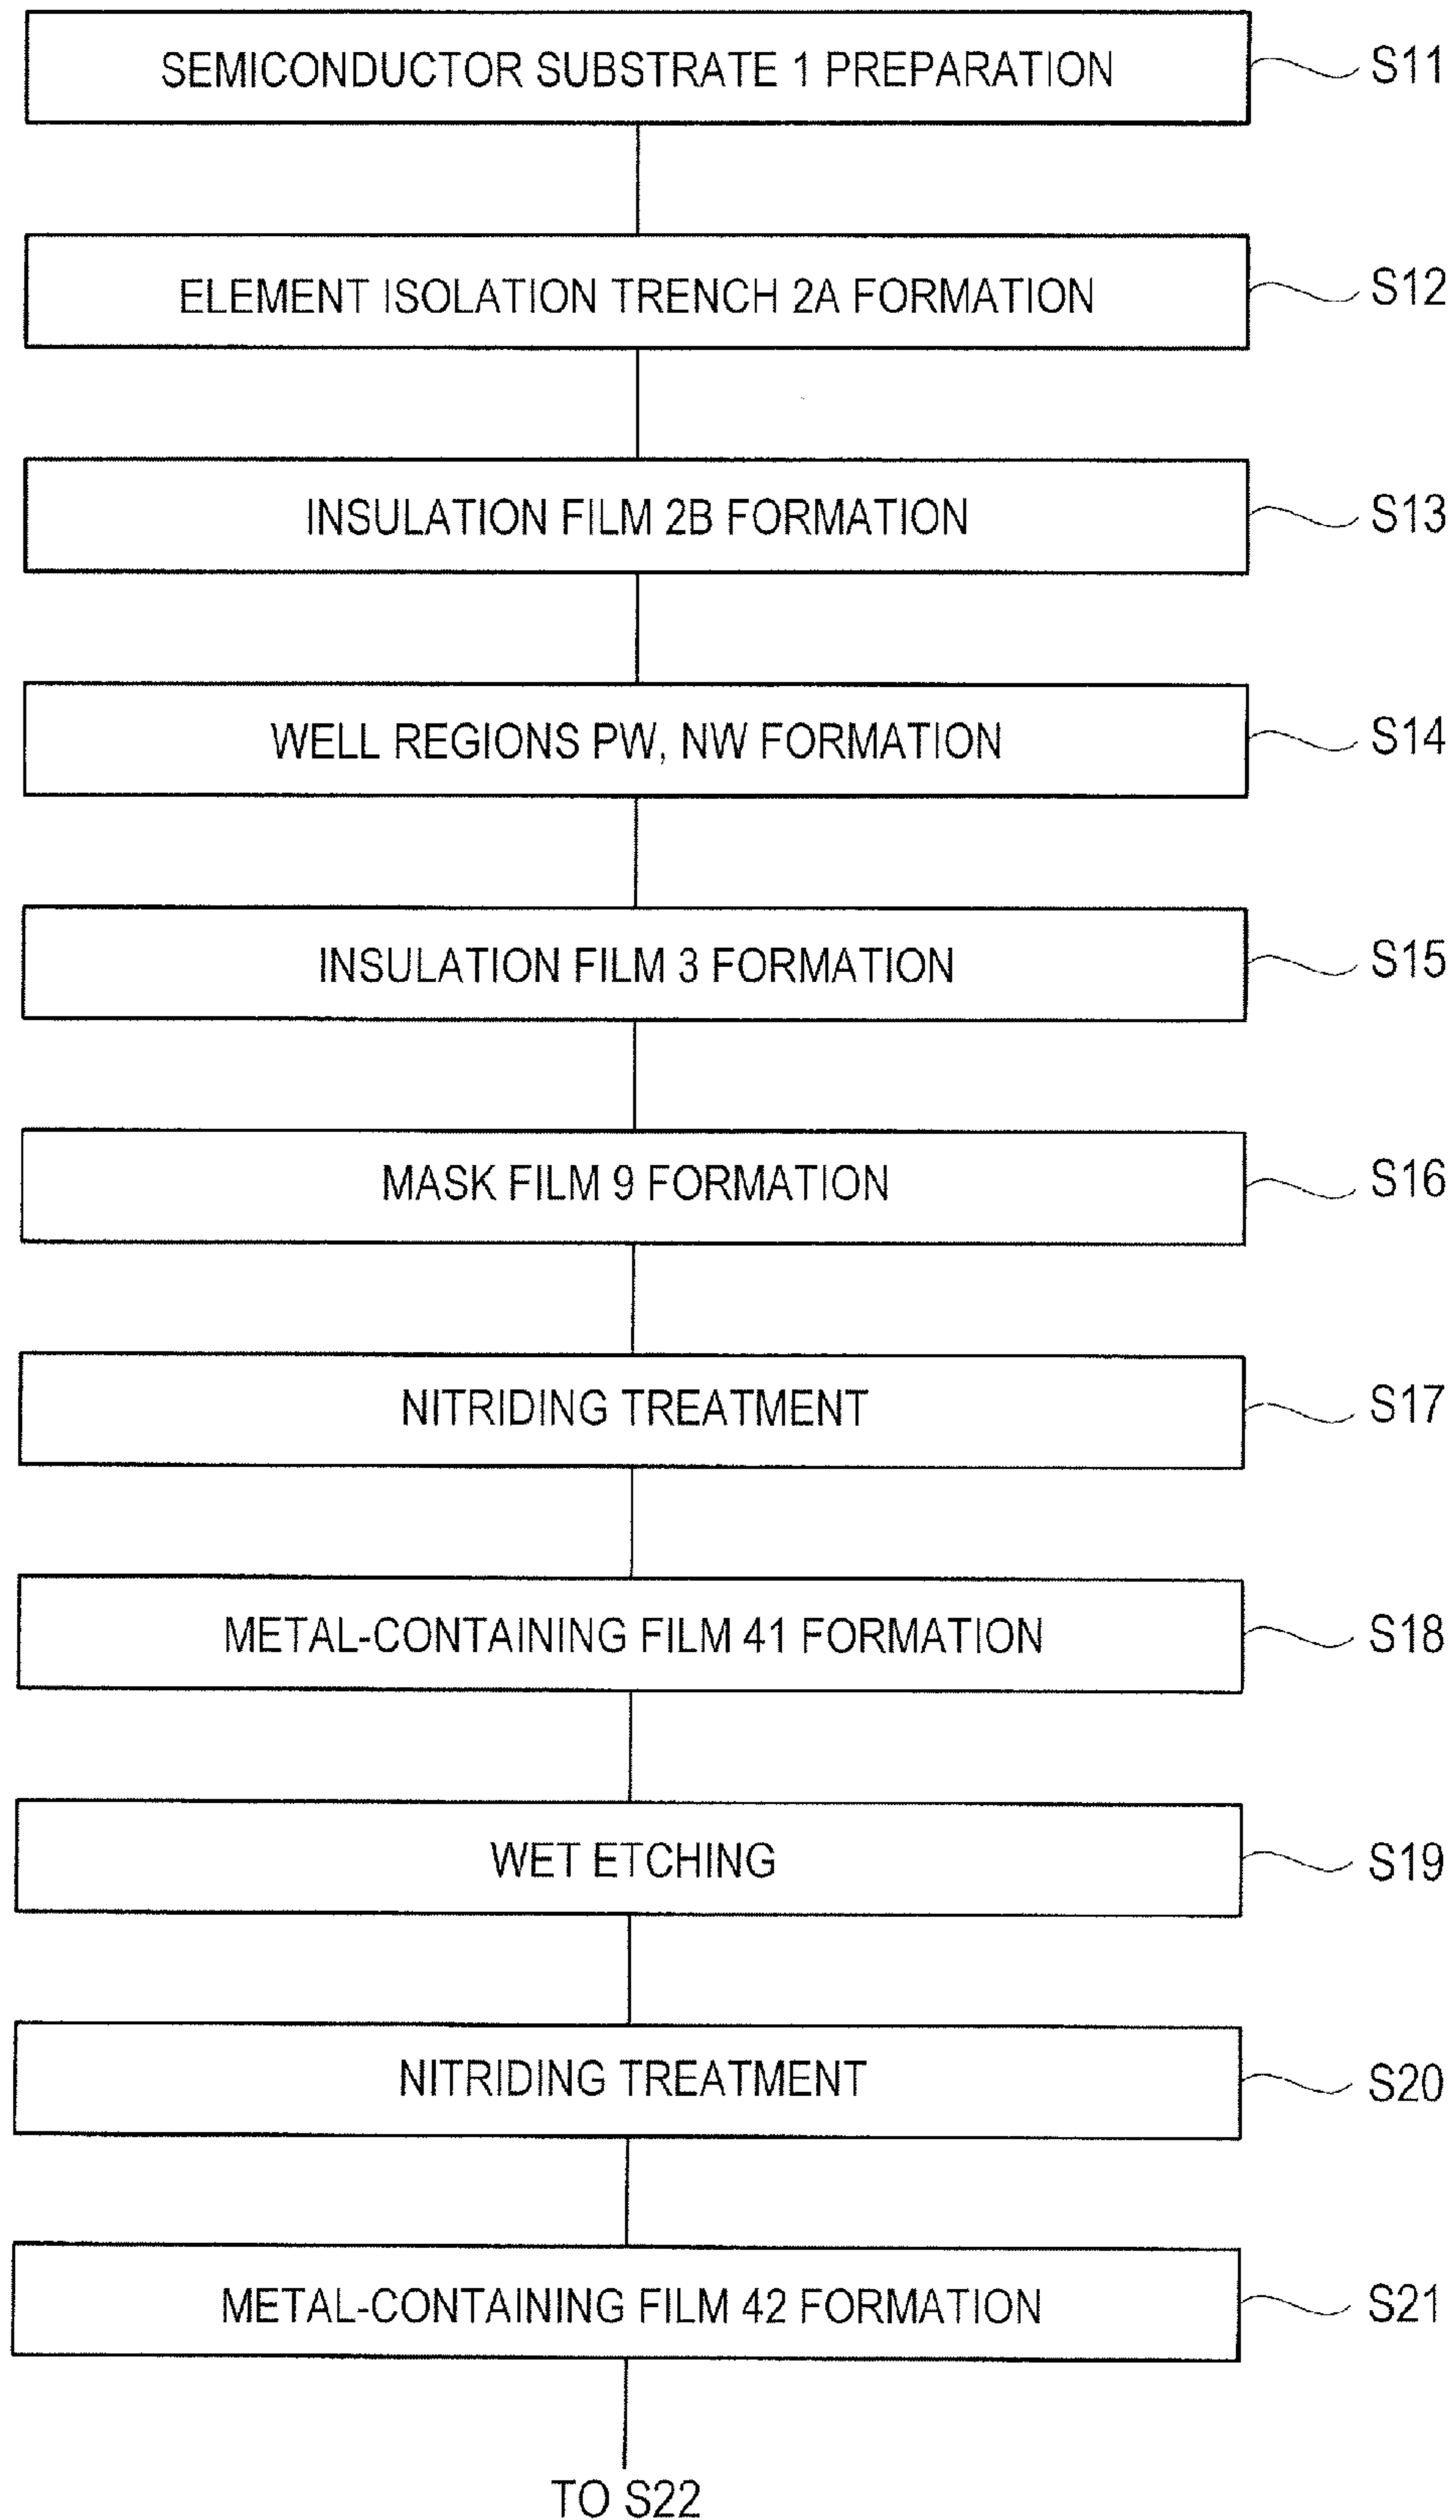 SEMICONDUCTOR SUBSTRATE 1 PREPARATION S11
ELEMENT ISOLATION TRENCH 2A FORMATION S12
INSULATION FILM 2B FORMATION S13
WELL REGIONS PW, NW FORMATION S14
INSULATION FILM 3 FORMATION S15
MASK FILM 9 FORMATION S16
NITRIDING TREATMENT S17
METAL-CONTAINING FILM 41 FORMATION S18
WET ETCHING S19
NITRIDING TREATMENT S20
METAL-CONTAINING FILM 42 FORMATION S21
TO S22